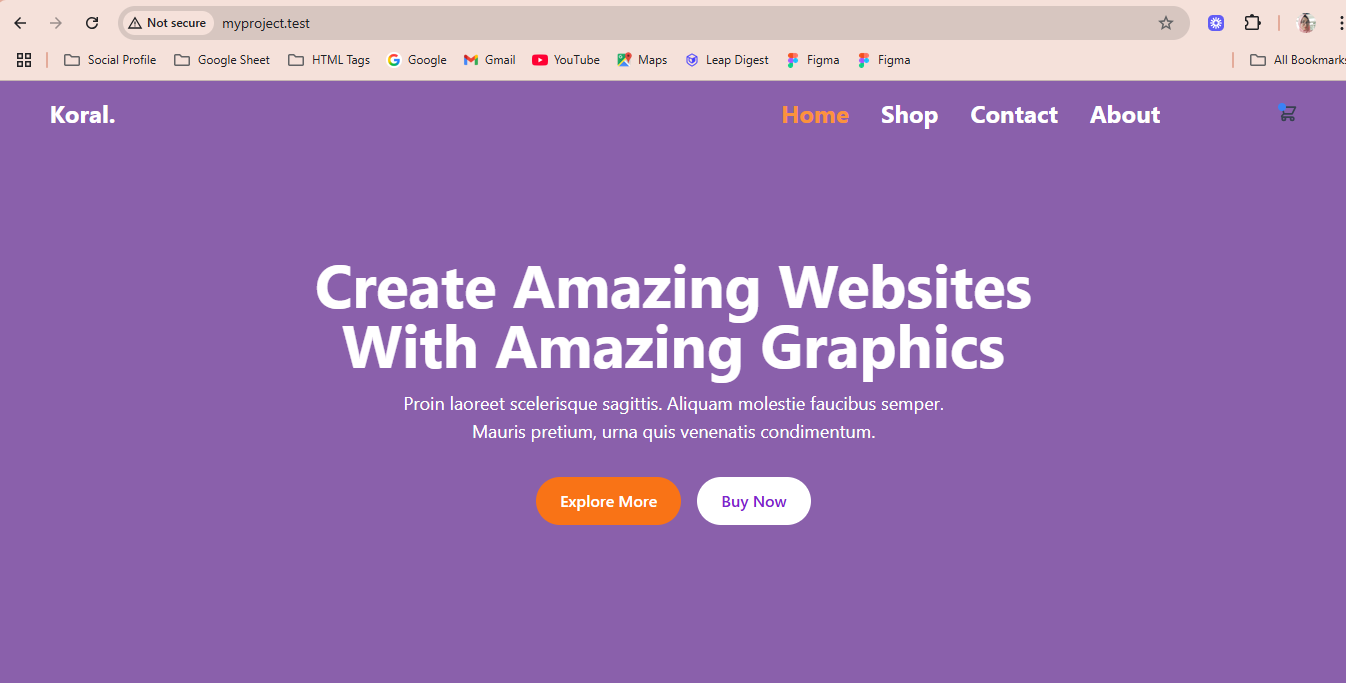 Not secure myproject.test
Social Profile Google Sheet HTML Tags Google Gmail YouTube Maps Leap Digest Figma Figma All Bookmarks
Koral. Home Shop Contact About
Create Amazing Websites
With Amazing Graphics
Proin laoreet scelerisque sagittis. Aliquam molestie faucibus semper.
Mauris pretium, urna quis venenatis condimentum.
Explore More Buy Now